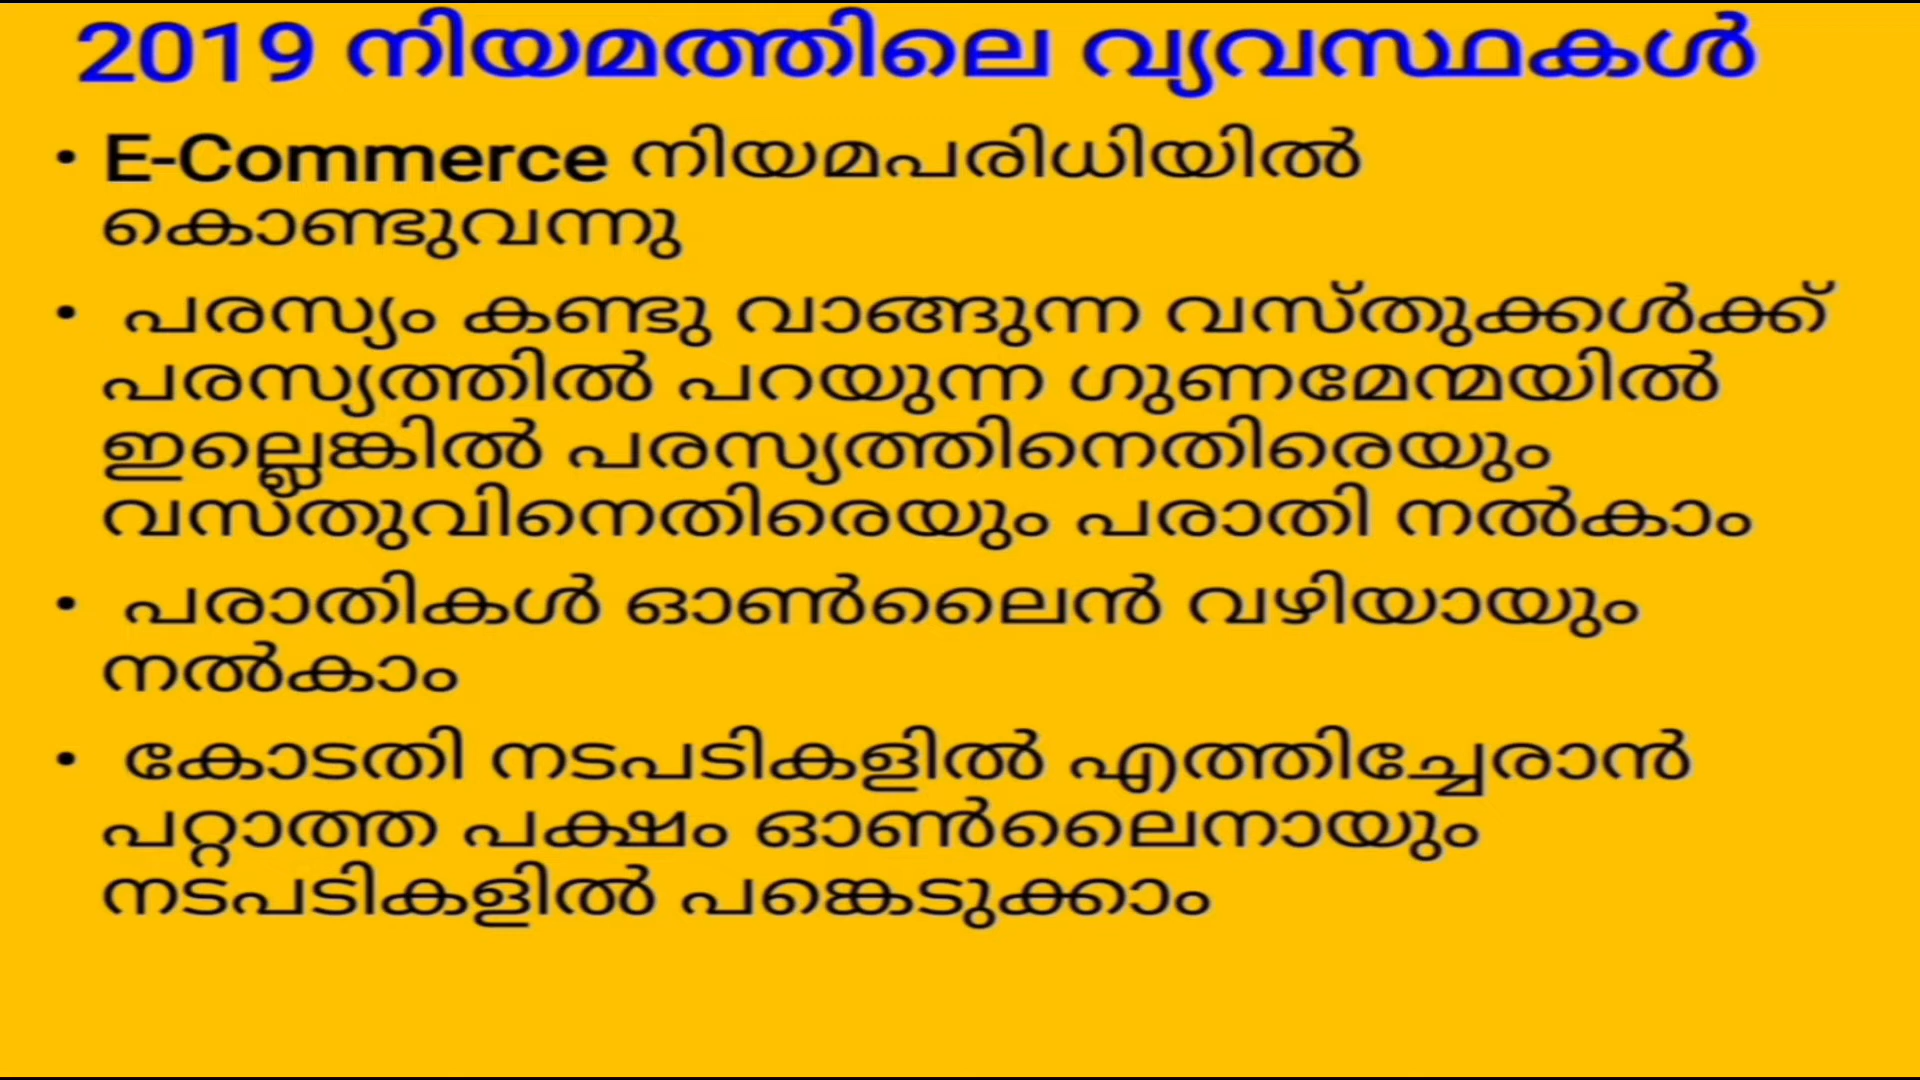 2019 നിയമത്തിലെ വ്യവസ്ഥകൾ
• E-Commerce നിയമപരിധിയിൽ
കൊണ്ടുവന്നു
• പരസ്യം കണ്ടു വാങ്ങുന്ന വസ്തുക്കൾക്ക്
പരസ്യത്തിൽ പറയുന്ന ഗുണമേന്മയിൽ
ഇല്ലെങ്കിൽ പരസ്യത്തിനെതിരെയും
വസ്തുവിനെതിരെയും പരാതി നൽകാം
• പരാതികൾ ഓൺലൈൻ വഴിയായും
നൽകാം
• കോടതി നടപടികളിൽ എത്തിച്ചേരാൻ
പറ്റാത്ത പക്ഷം ഓൺലൈനായും
നടപടികളിൽ പങ്കെടുക്കാം